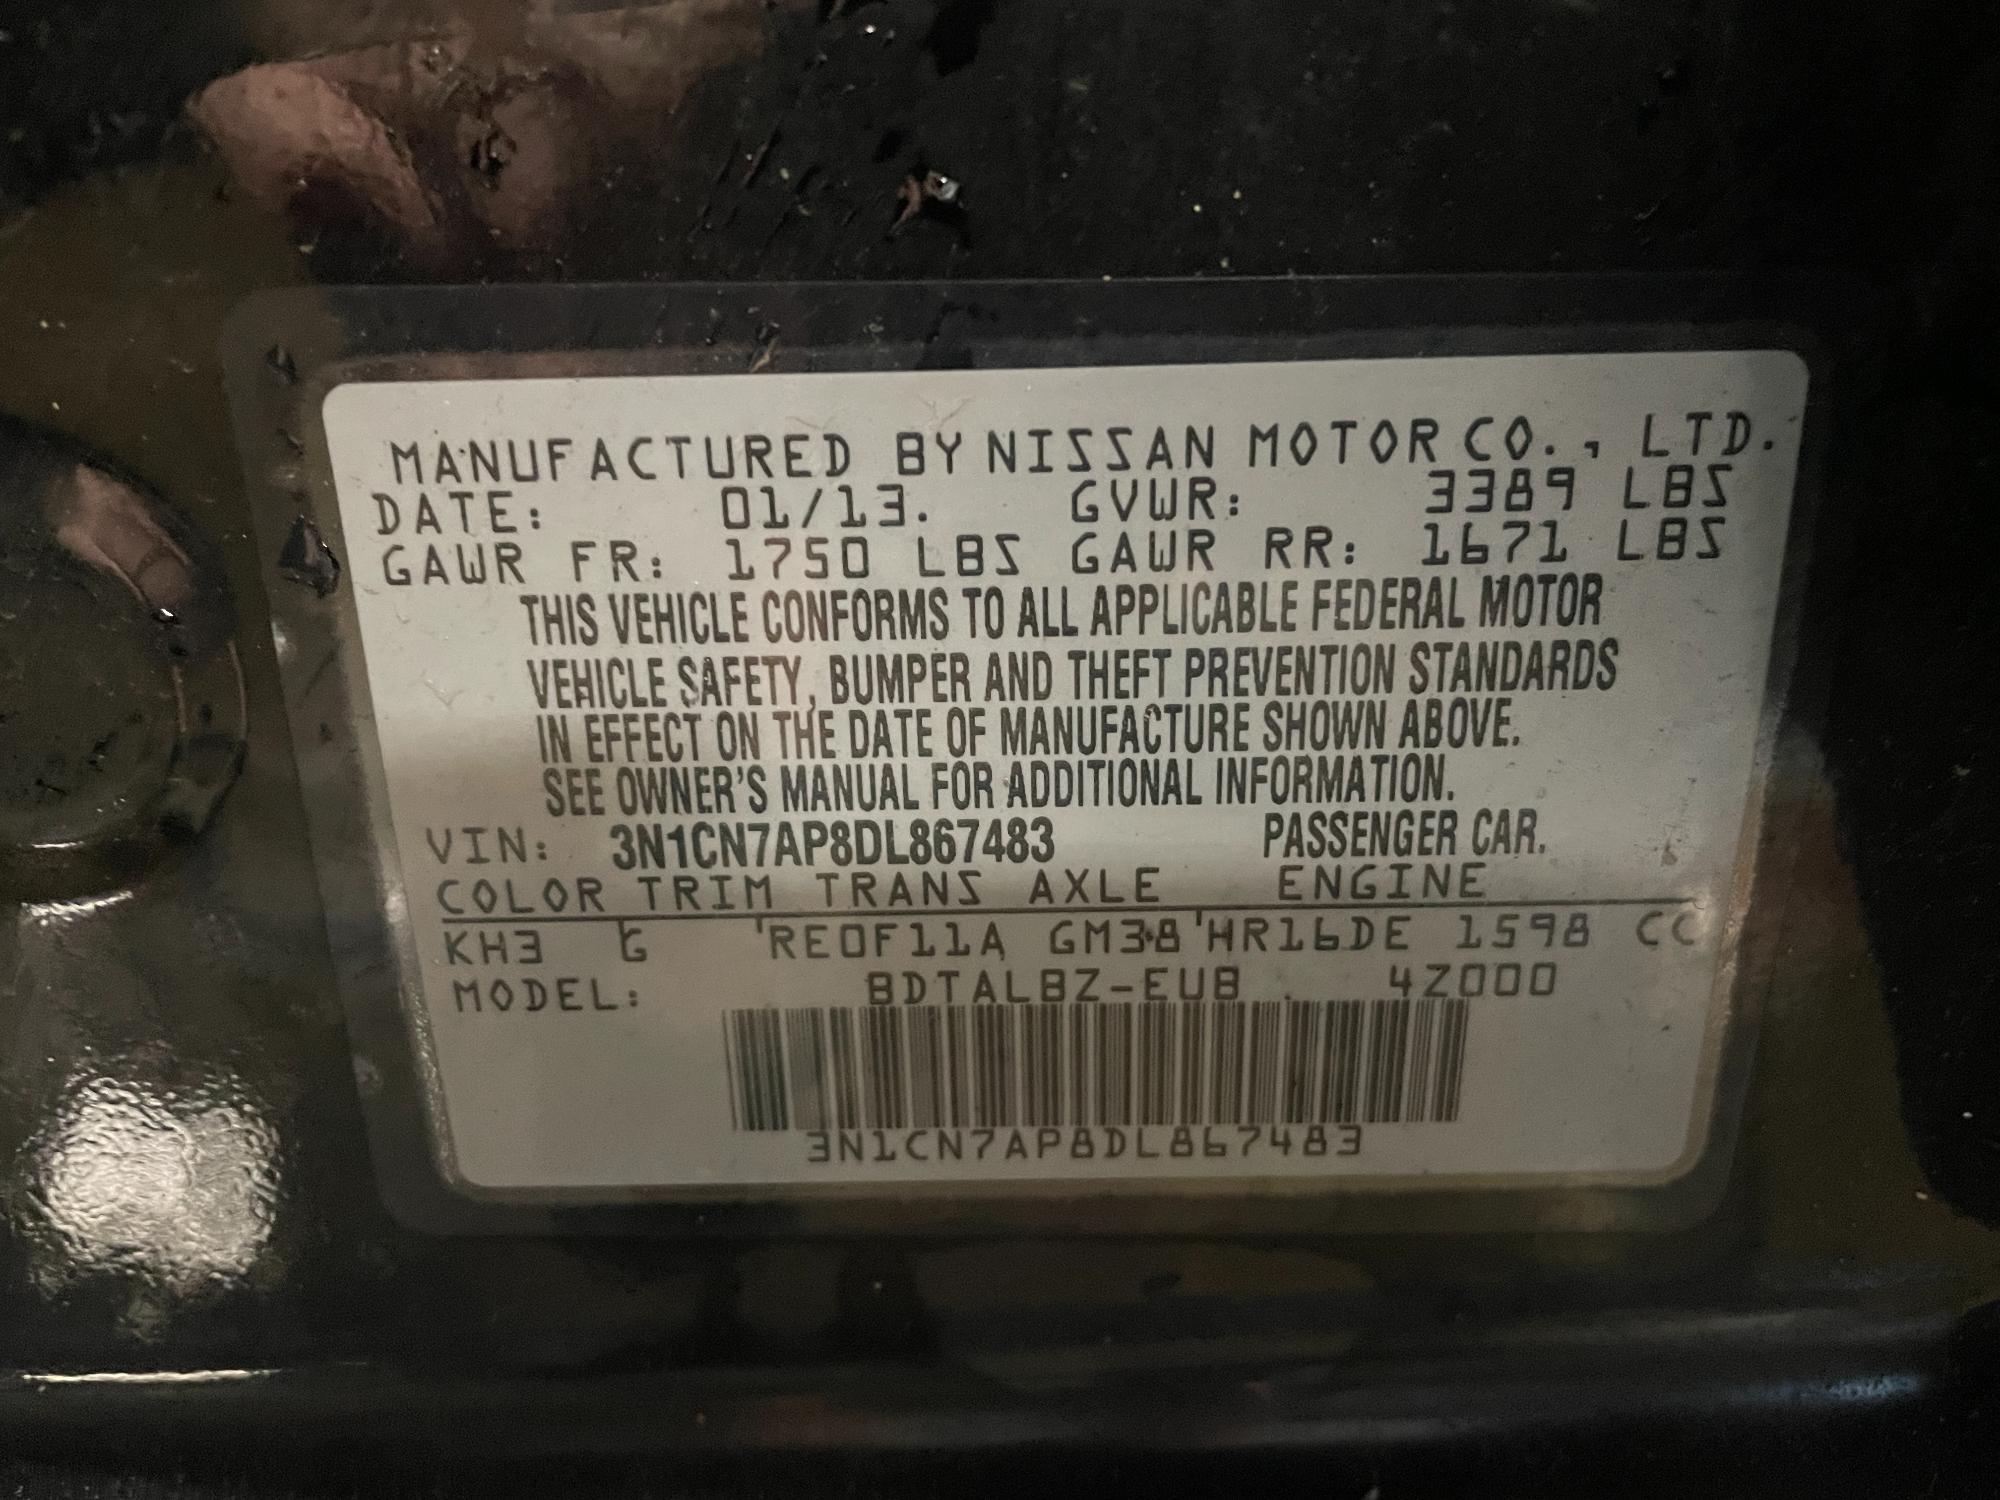 MANUFACTURED BY NISSAN MOTOR CO., LTD.
DATE: 01/13. GVWR: 3389 LBS
GAWR FR: 1750 LBS GAWR RR: 1671 LBS
THIS VEHICLE CONFORMS TO ALL APPLICABLE FEDERAL MOTOR
VEHICLE SAFETY, BUMPER AND THEFT PREVENTION STANDARDS
IN EFFECT ON THE DATE OF MANUFACTURE SHOWN ABOVE.
SEE OWNER'S MANUAL FOR ADDITIONAL INFORMATION.
VIN: 3N1CN7AP8DL867483 PASSENGER CAR.
COLOR TRIM TRANS AXLE ENGINE
KH3 G RE0F11A GM38 HR16DE 1598 CC
MODEL: BDTALBZ-EUB 4Z000
3N1CN7AP8DL867483